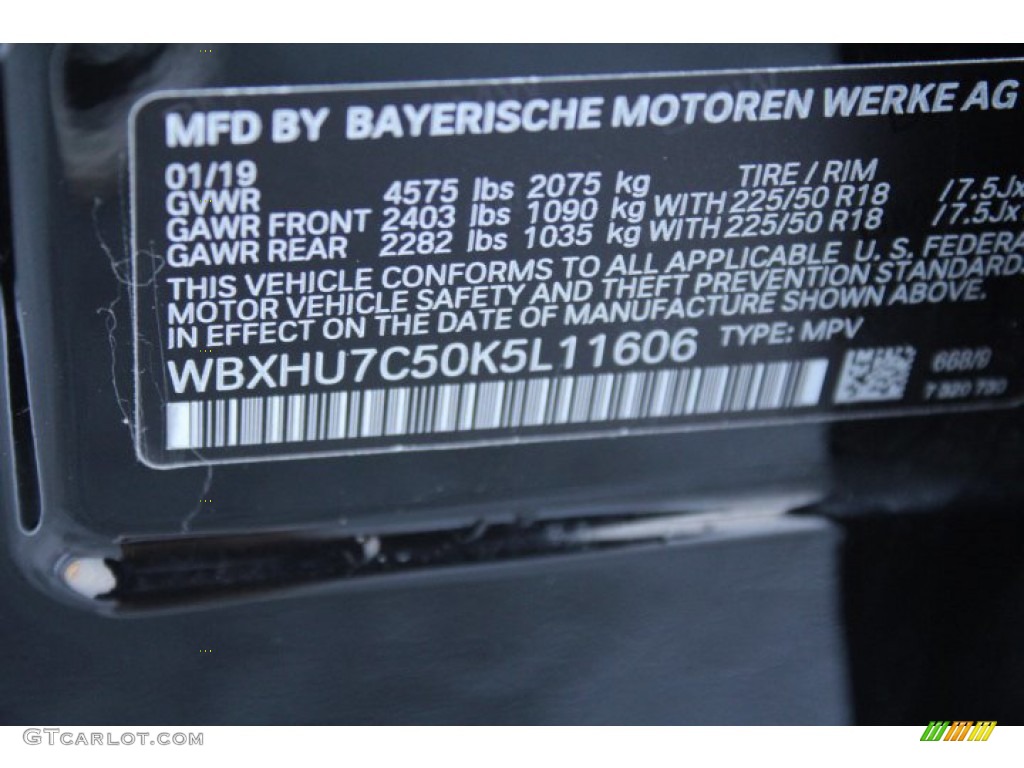 MFD BY BAYERISCHE MOTOREN WERKE AG
01/19 TIRE / RIM
GVWR 4575 lbs 2075 kg
GAWR FRONT 2403 lbs 1090 kg WITH 225/50 R18 /7.5Jx
GAWR REAR 2282 lbs 1035 kg WITH 225/50 R18 /7.5Jx
THIS VEHICLE CONFORMS TO ALL APPLICABLE U. S. FEDERA
MOTOR VEHICLE SAFETY AND THEFT PREVENTION STANDARDS
IN EFFECT ON THE DATE OF MANUFACTURE SHOWN ABOVE.
WBXHU7C50K5L11606 TYPE: MPV
668/9
GTCARLOT.COM